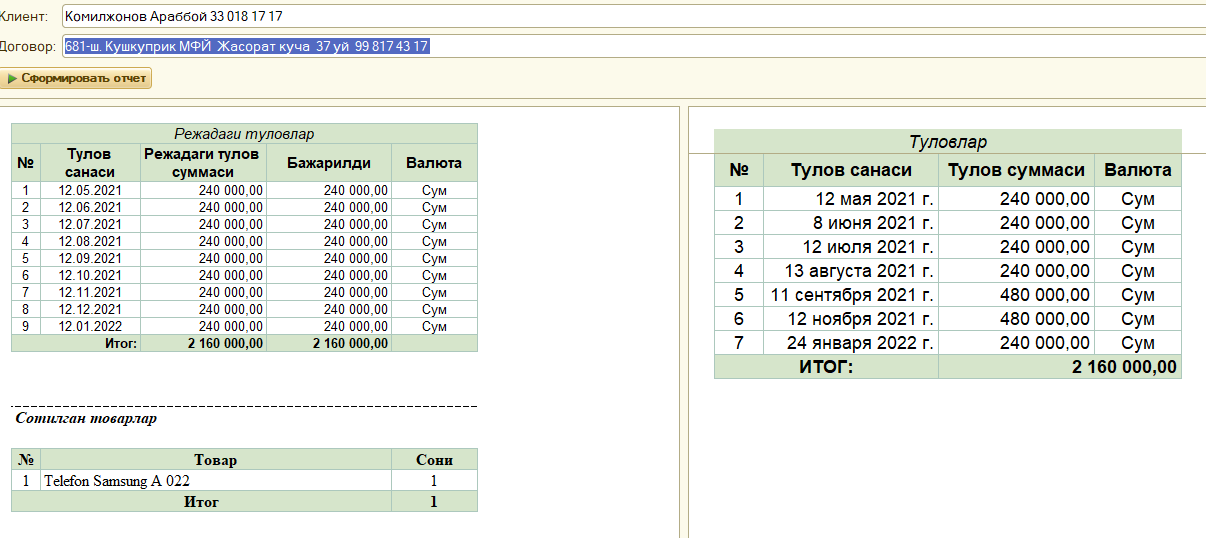 Клиент: Комилжонов Араббой 33 018 17 17
Договор: 681-ш. Кушкуприк МФЙ Жасорат куча 37 уй 99 817 43 17
Сформировать отчет
Режадаги туловлар
№ Тулов санаси Режадаги тулов суммаси Бажарилди Валюта
1 12.05.2021 240 000,00 240 000,00 Сум
2 12.06.2021 240 000,00 240 000,00 Сум
3 12.07.2021 240 000,00 240 000,00 Сум
4 12.08.2021 240 000,00 240 000,00 Сум
5 12.09.2021 240 000,00 240 000,00 Сум
6 12.10.2021 240 000,00 240 000,00 Сум
7 12.11.2021 240 000,00 240 000,00 Сум
8 12.12.2021 240 000,00 240 000,00 Сум
9 12.01.2022 240 000,00 240 000,00 Сум
Итог: 2 160 000,00 2 160 000,00
Сотилган товарлар
№ Товар Сони
1 Telefon Samsung A 022 1
Итог 1
Туловлар
№ Тулов санаси Тулов суммаси Валюта
1 12 мая 2021 г. 240 000,00 Сум
2 8 июня 2021 г. 240 000,00 Сум
3 12 июля 2021 г. 240 000,00 Сум
4 13 августа 2021 г. 240 000,00 Сум
5 11 сентября 2021 г. 480 000,00 Сум
6 12 ноября 2021 г. 480 000,00 Сум
7 24 января 2022 г. 240 000,00 Сум
ИТОГ: 2 160 000,00